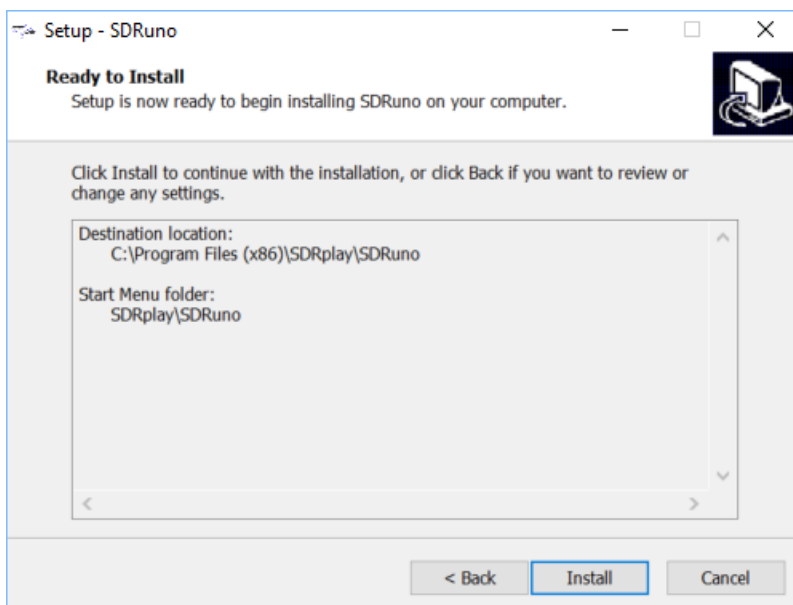 Setup - SDRuno
Ready to Install
Setup is now ready to begin installing SDRuno on your computer.
Click Install to continue with the installation, or click Back if you want to review or
change any settings.
Destination location:
C:\Program Files (x86)\SDRplay\SDRuno
Start Menu folder:
SDRplay\SDRuno
< Back
Install
Cancel